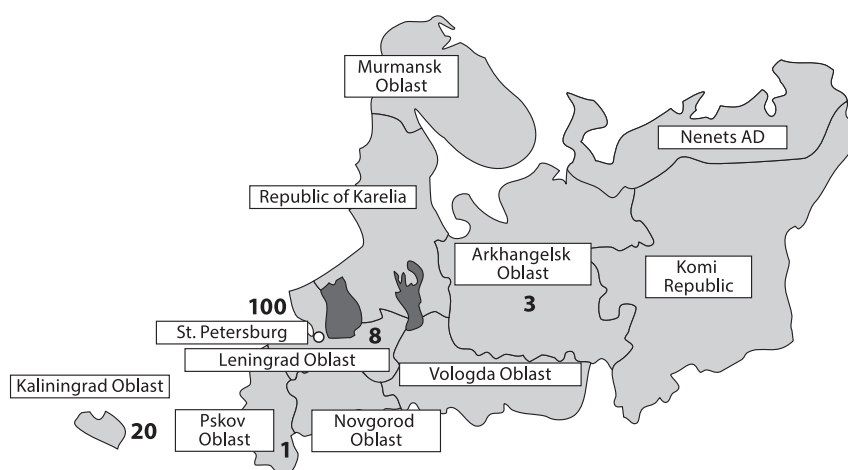 Murmansk
Oblast
Nenets AD
Republic of Karelia
Arkhangelsk
Oblast
3
Komi
Republic
100
St. Petersburg
8
Leningrad Oblast
Vologda Oblast
Kaliningrad Oblast
20
Pskov
Oblast
1
Novgorod
Oblast